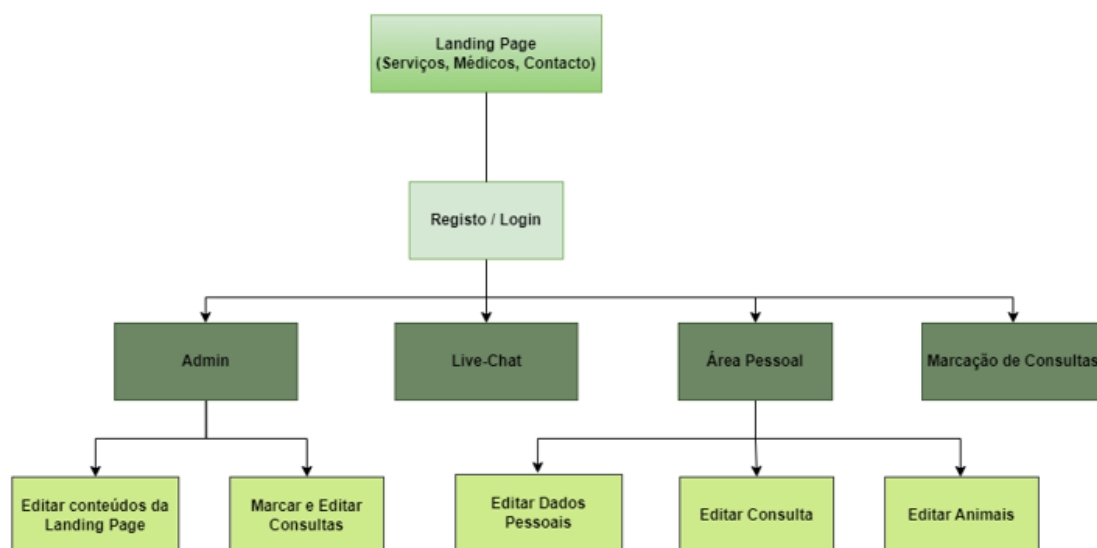 Landing Page
(Serviços, Médicos, Contacto)
Registo / Login
Admin
Live-Chat
Área Pessoal
Marcação de Consultas
Editar conteúdos da
Landing Page
Marcar e Editar
Consultas
Editar Dados
Pessoais
Editar Consulta
Editar Animais